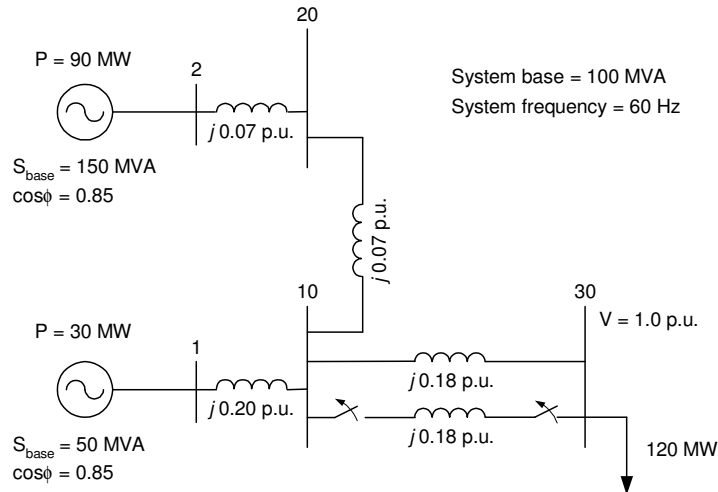 20
P = 90 MW
2
System base = 100 MVA
System frequency = 60 Hz
j 0.07 p.u.
S_base = 150 MVA
cosϕ = 0.85
j 0.07 p.u.
10
30
P = 30 MW
V = 1.0 p.u.
1
j 0.18 p.u.
j 0.20 p.u.
j 0.18 p.u.
120 MW
S_base = 50 MVA
cosϕ = 0.85